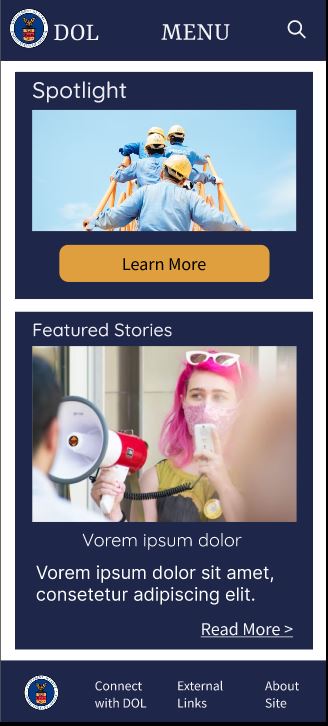 DOL MENU
Spotlight
Learn More
Featured Stories
Vorem ipsum dolor
Vorem ipsum dolor sit amet,
consetetur adipiscing elit.
Read More >
Connect
with DOL
External
Links
About
Site